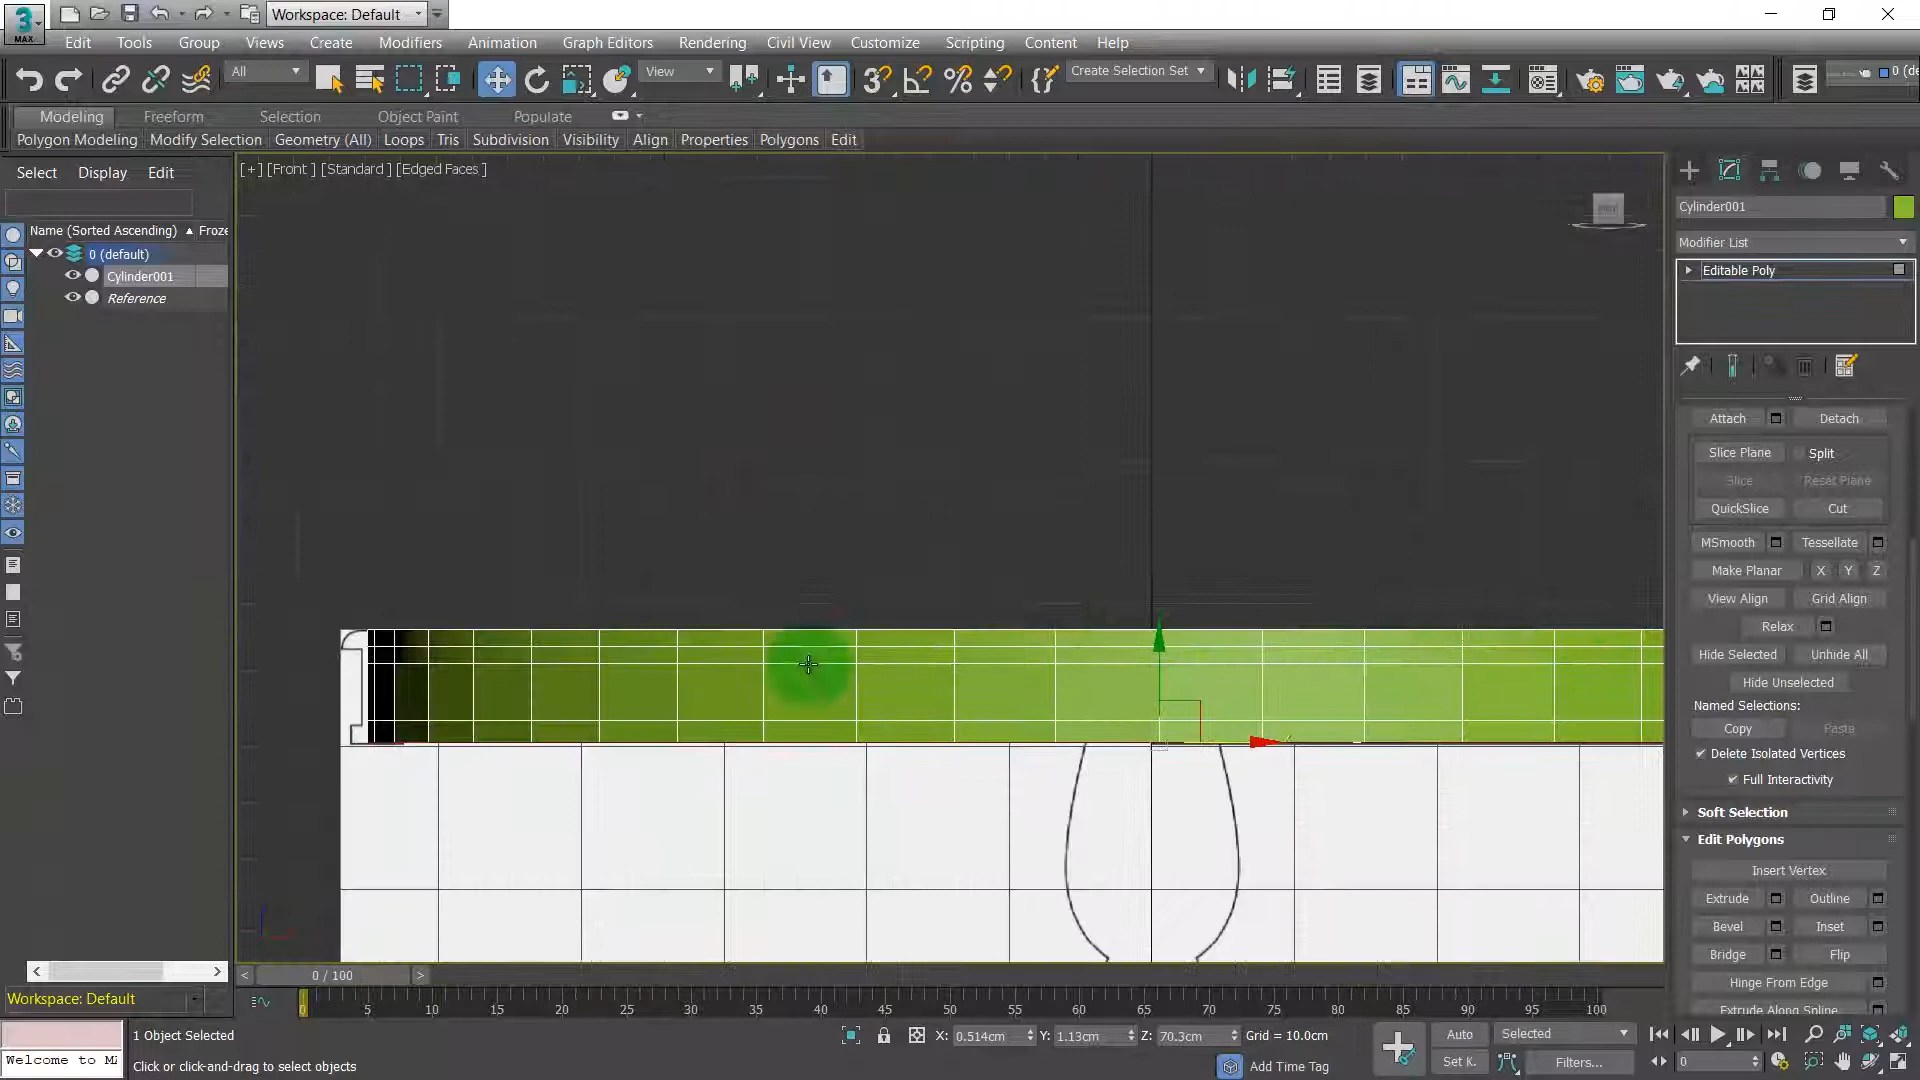 Workspace: Default
3
MAX
Edit Tools Group Views Create Modifiers Animation Graph Editors Rendering Civil View Customize Scripting Content Help
All
View
Create Selection Set
Modeling Freeform Selection Object Paint Populate
Polygon Modeling Modify Selection Geometry (All) Loops Tris Subdivision Visibility Align Properties Polygons Edit
Select Display Edit
[+] [Front ] [Standard ] [Edged Faces ]
Name (Sorted Ascending) ▲ Froze
0 (default)
Cylinder001
Reference
Cylinder001
Modifier List
Editable Poly
Attach Detach
Slice Plane Split
Slice Reset Plane
QuickSlice Cut
MSmooth Tessellate
Make Planar X Y Z
View Align Grid Align
Relax
Hide Selected Unhide All
Hide Unselected
Named Selections:
Copy Paste
Delete Isolated Vertices
Full Interactivity
Soft Selection
Edit Polygons
Insert Vertex
Extrude Outline
Bevel Inset
Bridge Flip
Hinge From Edge
Extrude Along Spline
< 0 / 100 >
Workspace: Default
0 5 10 15 20 25 30 35 40 45 50 55 60 65 70 75 80 85 90 95 100
1 Object Selected
X: 0.514cm Y: 1.13cm Z: 70.3cm Grid = 10.0cm
Auto Selected
Welcome to M
Click or click-and-drag to select objects
Add Time Tag
Set K. Filters...
0